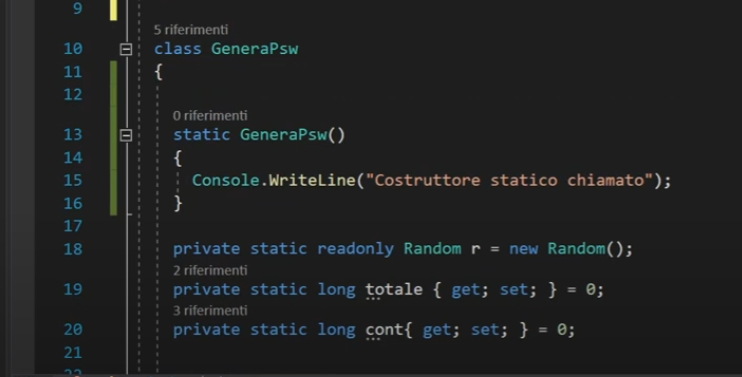 9
5 riferimenti
10 class GeneraPsw
11 {
12
0 riferimenti
13 static GeneraPsw()
14 {
15 Console.WriteLine("Costruttore statico chiamato");
16 }
17
18 private static readonly Random r = new Random();
2 riferimenti
19 private static long totale { get; set; } = 0;
3 riferimenti
20 private static long cont{ get; set; } = 0;
21
22